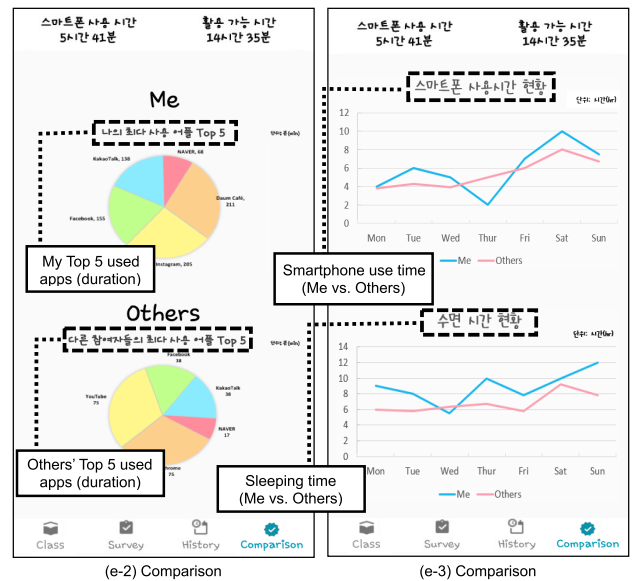 스마트폰 사용 시간
5시간 41분
활용 가능 시간
14시간 35분
Me
나의 최다 사용 어플 Top 5
NAVER, 68
KakaoTalk, 138
Daum Café,
211
Facebook, 155
Instagram, 205
My Top 5 used
apps (duration)
Others
다른 참여자들의 최다 사용 어플 Top 5
Facebook
38
KakaoTalk
38
YouTube
73
NAVER
17
75
Others' Top 5 used
apps (duration)
Class
Survey
History
Comparison
(e-2) Comparison
스마트폰 사용 시간
5시간 41분
활용 가능 시간
14시간 35분
스마트폰 사용시간 현황
단위: 시간(hr)
12
10
8
6
4
2
0
Mon Tue Wed Thur Fri Sat Sun
Me Others
Smartphone use time
(Me vs. Others)
수면 시간 현황
단위: 시간(hr)
14
12
10
8
6
4
2
0
Mon Tue Wed Thur Fri Sat Sun
Me Others
Sleeping time
(Me vs. Others)
Class
Survey
History
Comparison
(e-3) Comparison